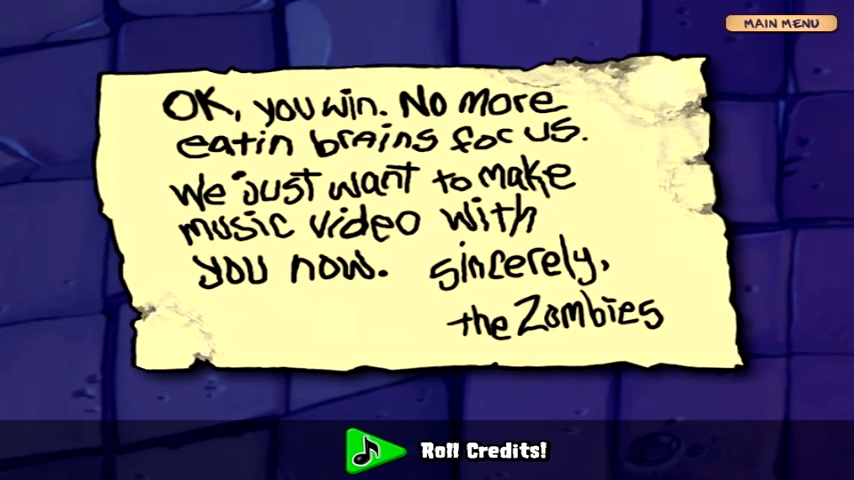 MAIN MENU
OK, you win. No more
eatin brains for us.
We just want to make
music video with
you now. sincerely,
the Zombies
Roll Credits!